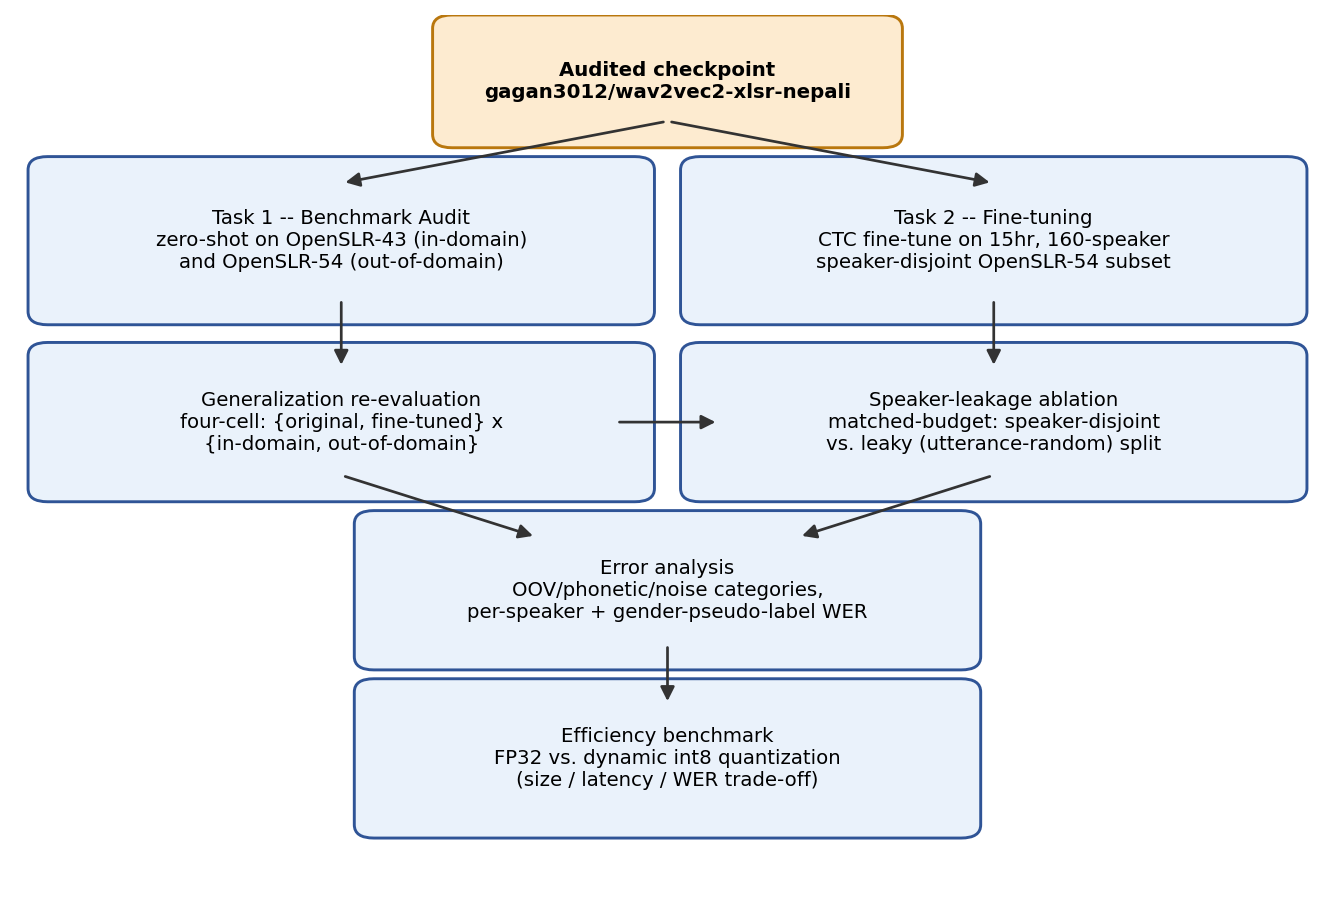 Audited checkpoint
gagan3012/wav2vec2-xlsr-nepali
Task 1 -- Benchmark Audit
zero-shot on OpenSLR-43 (in-domain)
and OpenSLR-54 (out-of-domain)
Task 2 -- Fine-tuning
CTC fine-tune on 15hr, 160-speaker
speaker-disjoint OpenSLR-54 subset
Generalization re-evaluation
four-cell: {original, fine-tuned} x
{in-domain, out-of-domain}
Speaker-leakage ablation
matched-budget: speaker-disjoint
vs. leaky (utterance-random) split
Error analysis
OOV/phonetic/noise categories,
per-speaker + gender-pseudo-label WER
Efficiency benchmark
FP32 vs. dynamic int8 quantization
(size / latency / WER trade-off)